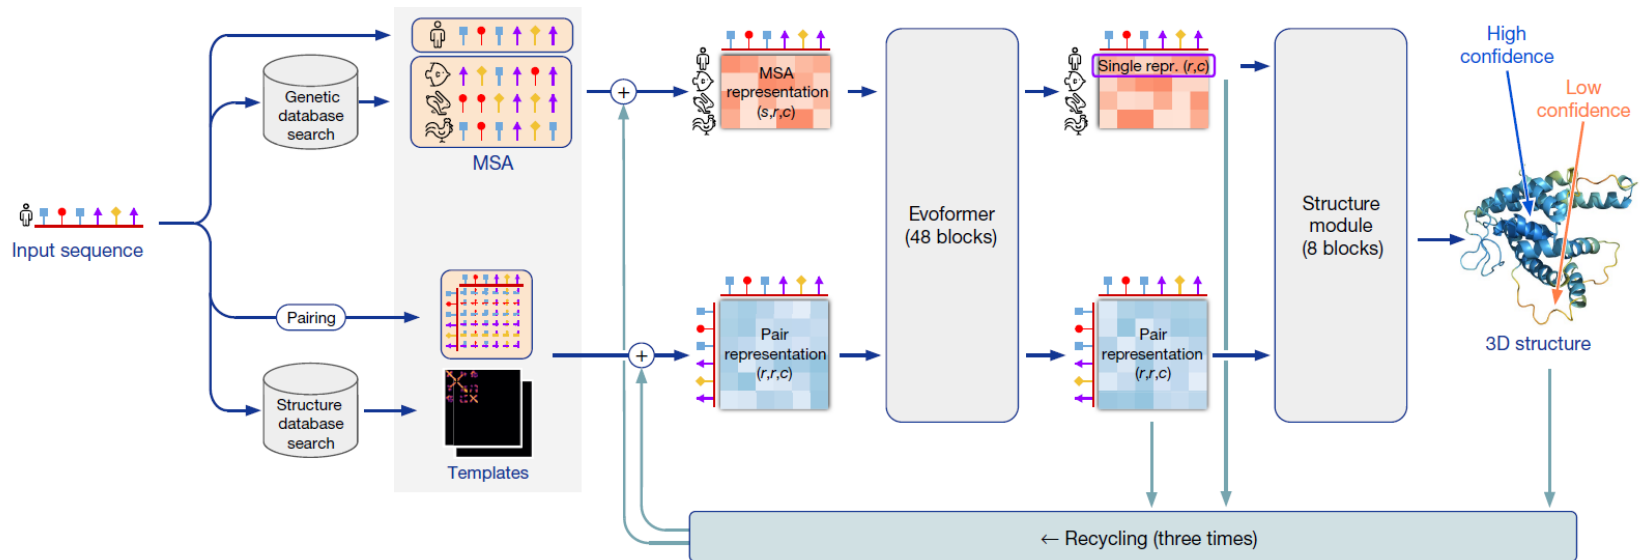 Input sequence
Genetic
database
search
Pairing
Structure
database
search
MSA
Templates
+
+
MSA
representation
(s,r,c)
Pair
representation
(r,r,c)
Evoformer
(48 blocks)
Single repr. (r,c)
Pair
representation
(r,r,c)
Structure
module
(8 blocks)
High
confidence
Low
confidence
3D structure
← Recycling (three times)